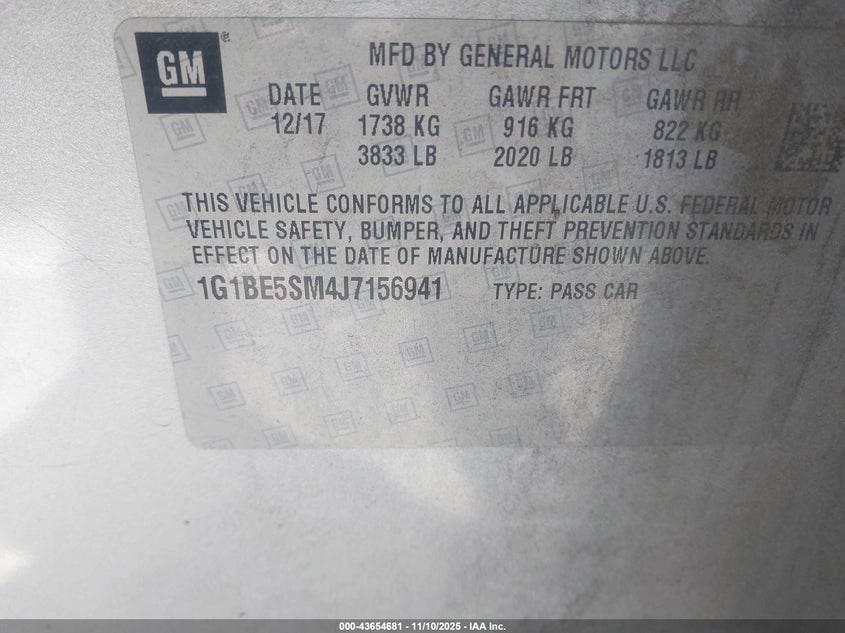 GM
MFD BY GENERAL MOTORS LLC
DATE GVWR GAWR FRT GAWR RR
12/17 1738 KG 916 KG 822 KG
3833 LB 2020 LB 1813 LB
THIS VEHICLE CONFORMS TO ALL APPLICABLE U.S. FEDERAL MOTOR
VEHICLE SAFETY, BUMPER, AND THEFT PREVENTION STANDARDS IN
EFFECT ON THE DATE OF MANUFACTURE SHOWN ABOVE.
1G1BE5SM4J7156941 TYPE: PASS CAR
000-43654681 - 11/10/2025 - IAA Inc.